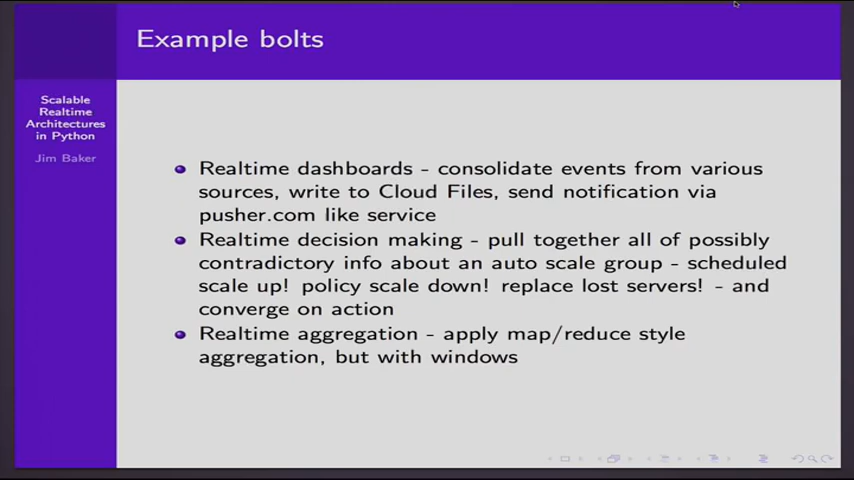 Example bolts
Scalable
Realtime
Architectures
in Python
Jim Baker
Realtime dashboards - consolidate events from various
sources, write to Cloud Files, send notification via
pusher.com like service
Realtime decision making - pull together all of possibly
contradictory info about an auto scale group - scheduled
scale up! policy scale down! replace lost servers! - and
converge on action
Realtime aggregation - apply map/reduce style
aggregation, but with windows